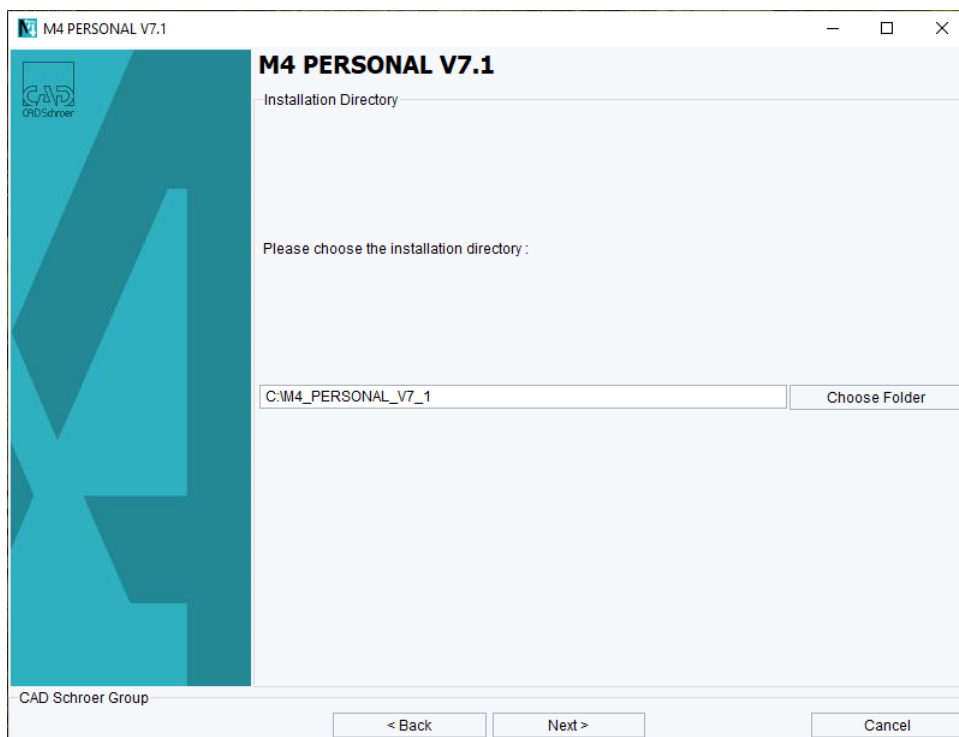 M4 PERSONAL V7.1
CAD
CAD Schroer
M4 PERSONAL V7.1
Installation Directory
Please choose the installation directory :
C:\M4_PERSONAL_V7_1
Choose Folder
CAD Schroer Group
< Back
Next >
Cancel